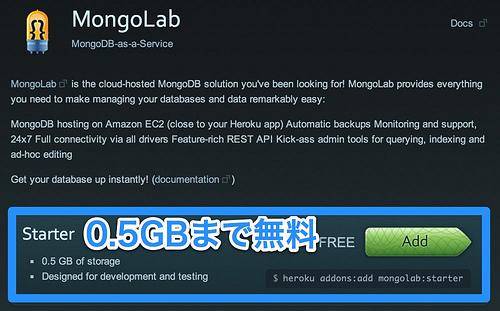 MongoLab
Docs
MongoDB-as-a-Service
MongoLab is the cloud-hosted MongoDB solution you've been looking for! MongoLab provides everything
you need to make managing your databases and data remarkably easy:
MongoDB hosting on Amazon EC2 (close to your Heroku app) Automatic backups Monitoring and support,
24x7 Full connectivity via all drivers Feature-rich REST API Kick-ass admin tools for querying, indexing and
ad-hoc editing
Get your database up instantly! (documentation)
Starter 0.5GBまで無料 FREE Add
0.5 GB of storage
Designed for development and testing
$ heroku addons:add mongolab:starter